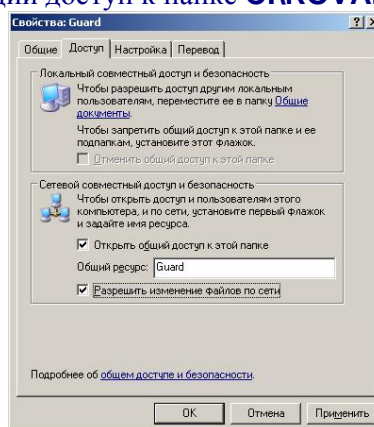 доступ к папке
Свойства: Guard
Общие Доступ Настройка Перевод
Локальный совместный доступ и безопасность
Чтобы разрешить доступ другим локальным
пользователям, переместите ее в папку Общие
документы.
Чтобы запретить общий доступ к этой папке и ее
подпапкам, установите этот флажок.
Отменить общий доступ к этой папке
Сетевой совместный доступ и безопасность
Чтобы открыть доступ и пользователям этого
компьютера, и по сети, установите первый флажок
и задайте имя ресурса.
Открыть общий доступ к этой папке
Общий ресурс: Guard
Разрешить изменение файлов по сети
Подробнее об общем доступе и безопасности.
OK Отмена Применить